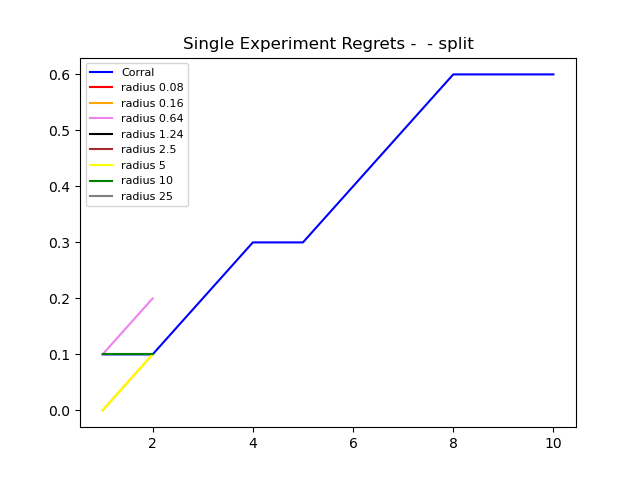 Single Experiment Regrets -  - split
Corral
radius 0.08
radius 0.16
radius 0.64
radius 1.24
radius 2.5
radius 5
radius 10
radius 25
0.6
0.5
0.4
0.3
0.2
0.1
0.0
2 4 6 8 10